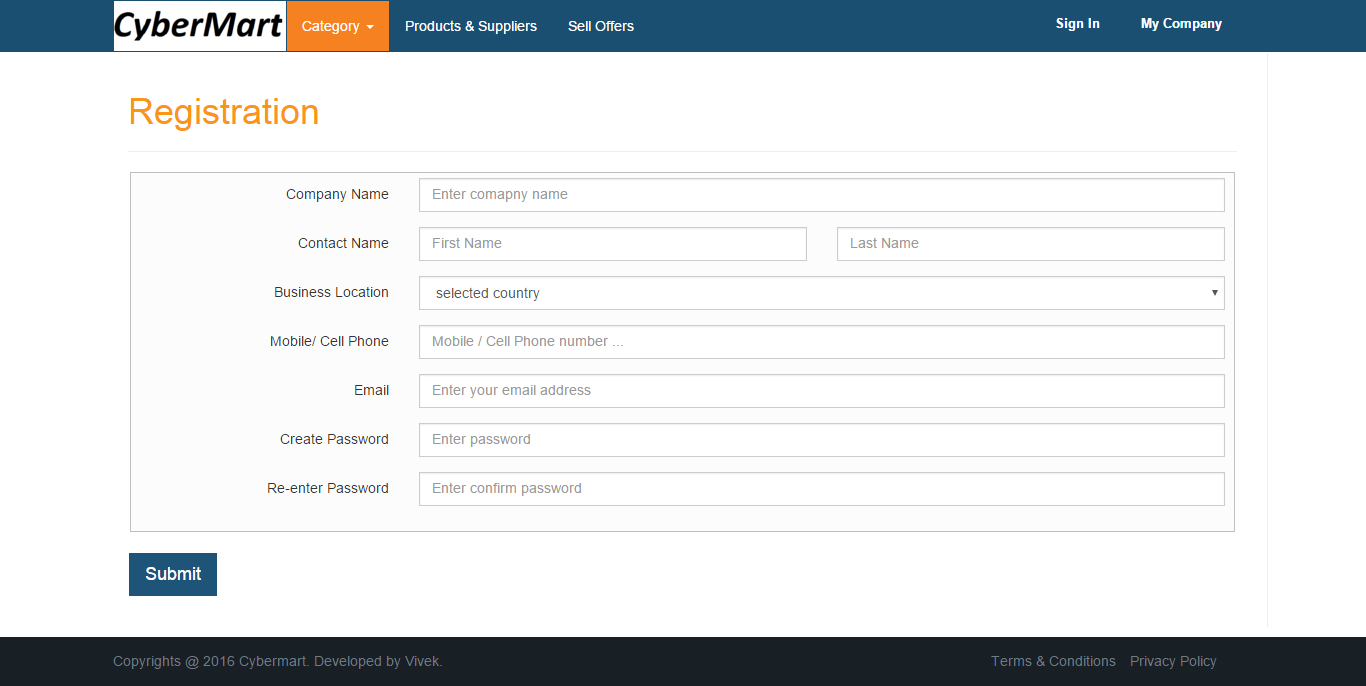 CyberMart Category Products & Suppliers Sell Offers Sign In My Company
Registration
Company Name Enter comapny name
Contact Name First Name Last Name
Business Location selected country
Mobile/ Cell Phone Mobile / Cell Phone number ...
Email Enter your email address
Create Password Enter password
Re-enter Password Enter confirm password
Submit
Copyrights @ 2016 Cybermart. Developed by Vivek. Terms & Conditions Privacy Policy